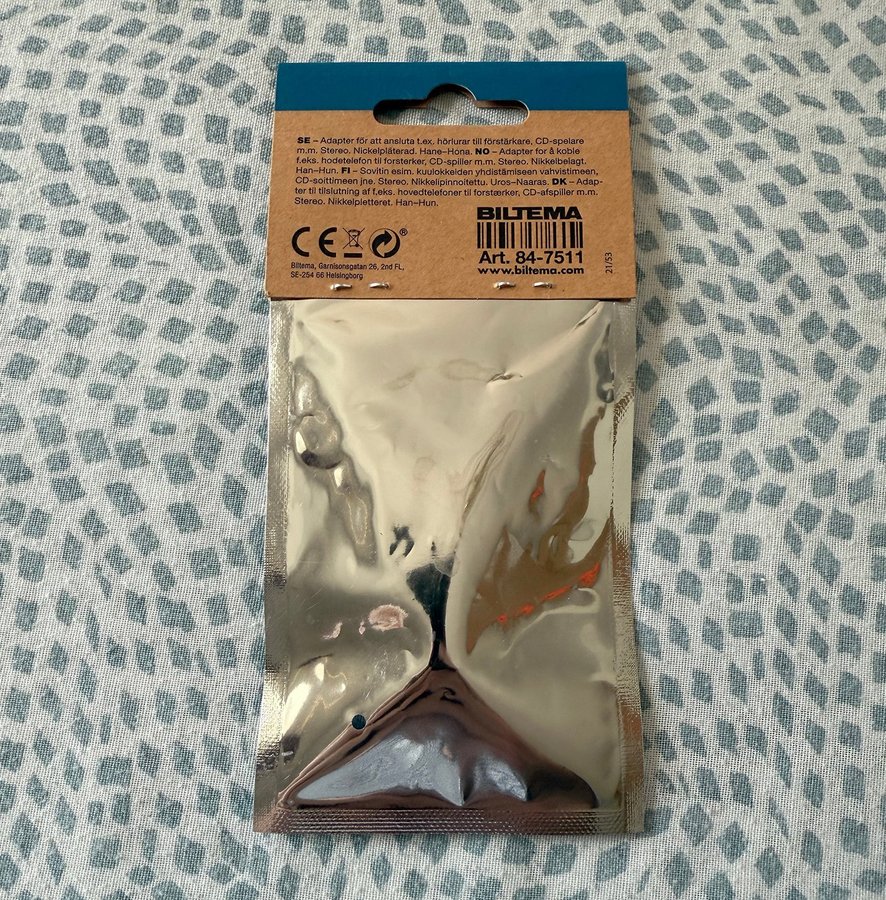 SE – Adapter för att ansluta t.ex. hörlurar till förstärkare, CD-spelare
m.m. Stereo. Nickelpläterad. Hane–Hona. NO – Adapter for å koble
f.eks. hodetelefon til forsterker, CD-spiller m.m. Stereo. Nikkelbelagt.
Han–Hun. FI – Sovitin esim. kuulokkeiden yhdistämiseen vahvistimeen,
CD-soittimeen jne. Stereo. Nikkelipinnoitettu. Uros–Naaras. DK – Adap-
ter til tilslutning af f.eks. hovedtelefoner til forstærker, CD-afspiller m.m.
Stereo. Nikkelpletteret. Han–Hun.
BILTEMA
CE
®
Art. 84-7511
www.biltema.com
Biltema, Garnisonsgatan 26, 2nd FL,
SE-254 66 Helsingborg
21/53